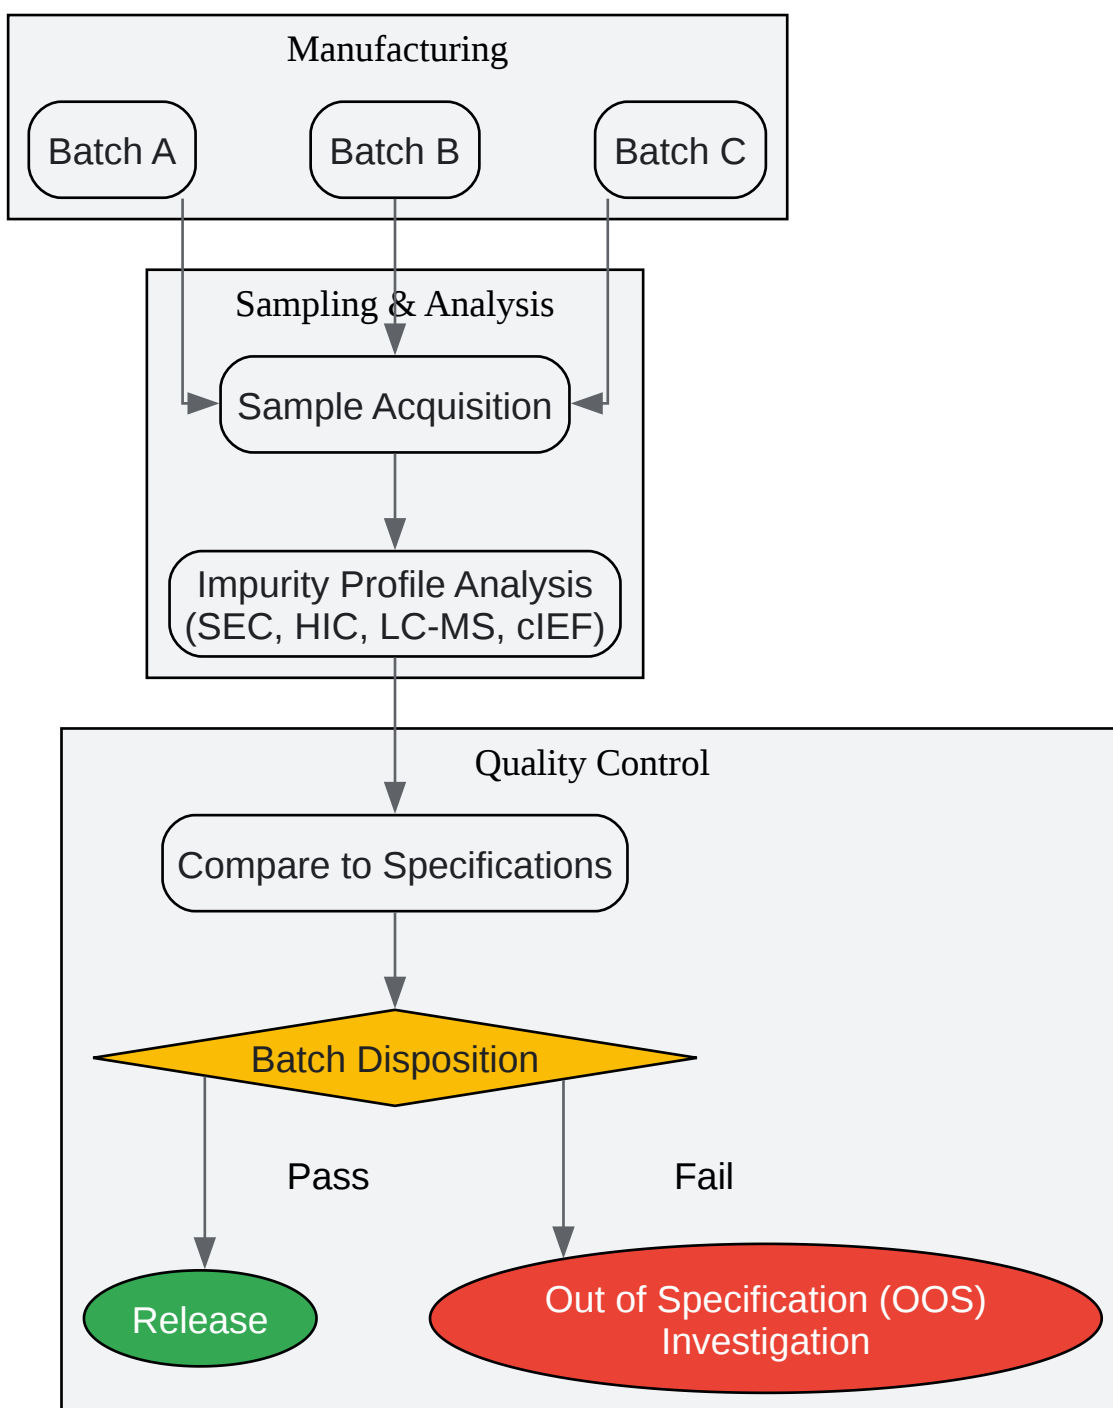 Manufacturing
Batch A
Batch B
Batch C
Sampling & Analysis
Sample Acquisition
Impurity Profile Analysis
(SEC, HIC, LC-MS, cIEF)
Quality Control
Compare to Specifications
Batch Disposition
Pass
Fail
Release
Out of Specification (OOS)
Investigation